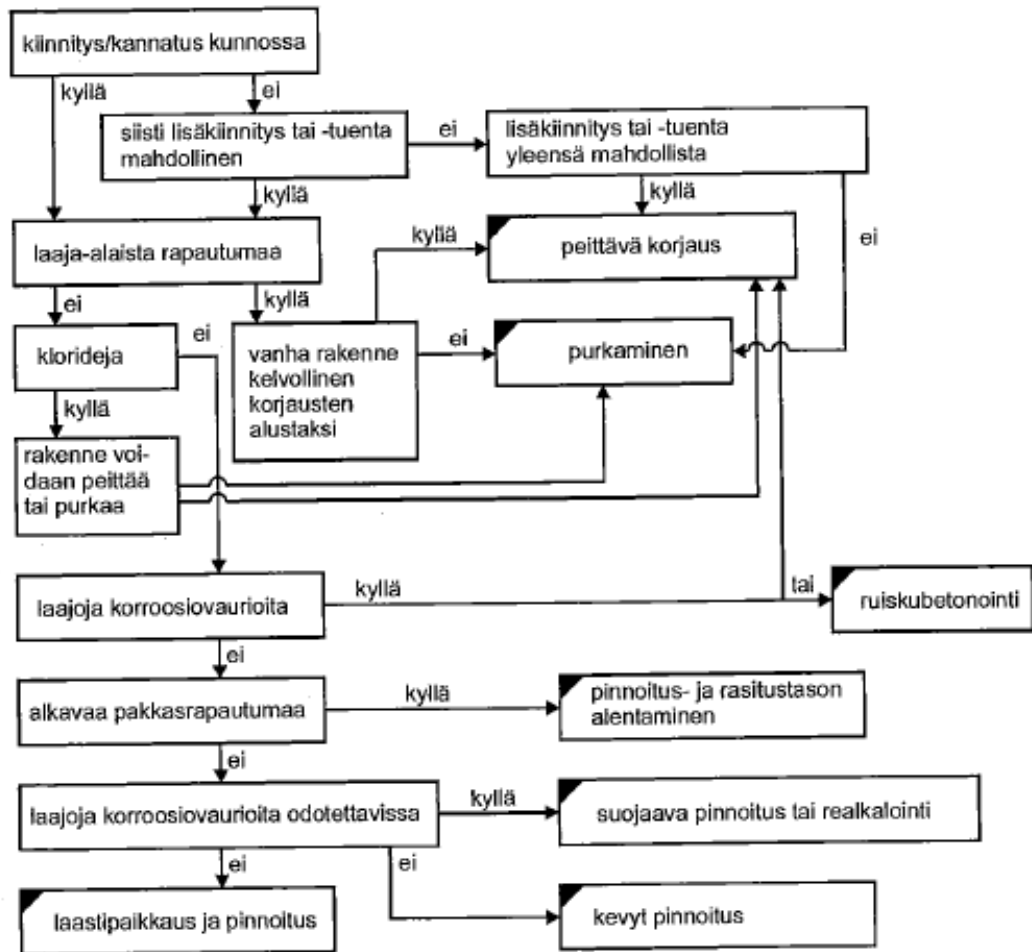 kiinnitys/kannatus kunnossa
kyllä
ei
siisti lisäkiinnitys tai -tuenta
mahdollinen
ei
lisäkiinnitys tai -tuenta
yleensä mahdollista
kyllä
kyllä
ei
laaja-alaista rapautumaa
kyllä
peittävä korjaus
ei
kyllä
klorideja
ei
vanha rakenne
kelvollinen
korjausten
alustaksi
ei
purkaminen
kyllä
rakenne voi-
daan peittää
tai purkaa
laajoja korroosiovaurioita
kyllä
tai
ruiskubetonointi
ei
alkavaa pakkasrapautumaa
kyllä
pinnoitus- ja rasitustason
alentaminen
ei
laajoja korroosiovaurioita odotettavissa
kyllä
suojaava pinnoitus tai realkalointi
ei
ei
laastipaikkaus ja pinnoitus
kevyt pinnoitus